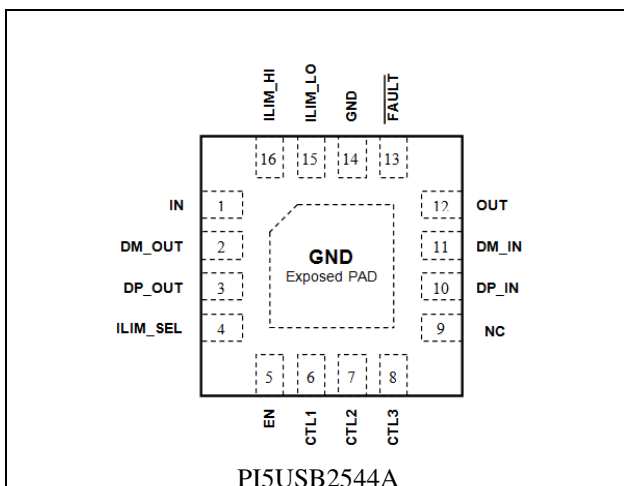 ILIM_HI
ILIM_LO
GND
FAULT
16
15
14
13
IN
1
12
OUT
DM_OUT
2
11
DM_IN
DP_OUT
3
10
DP_IN
ILIM_SEL
4
9
NC
GND
Exposed PAD
5
6
7
8
EN
CTL1
CTL2
CTL3
PI5USB2544A